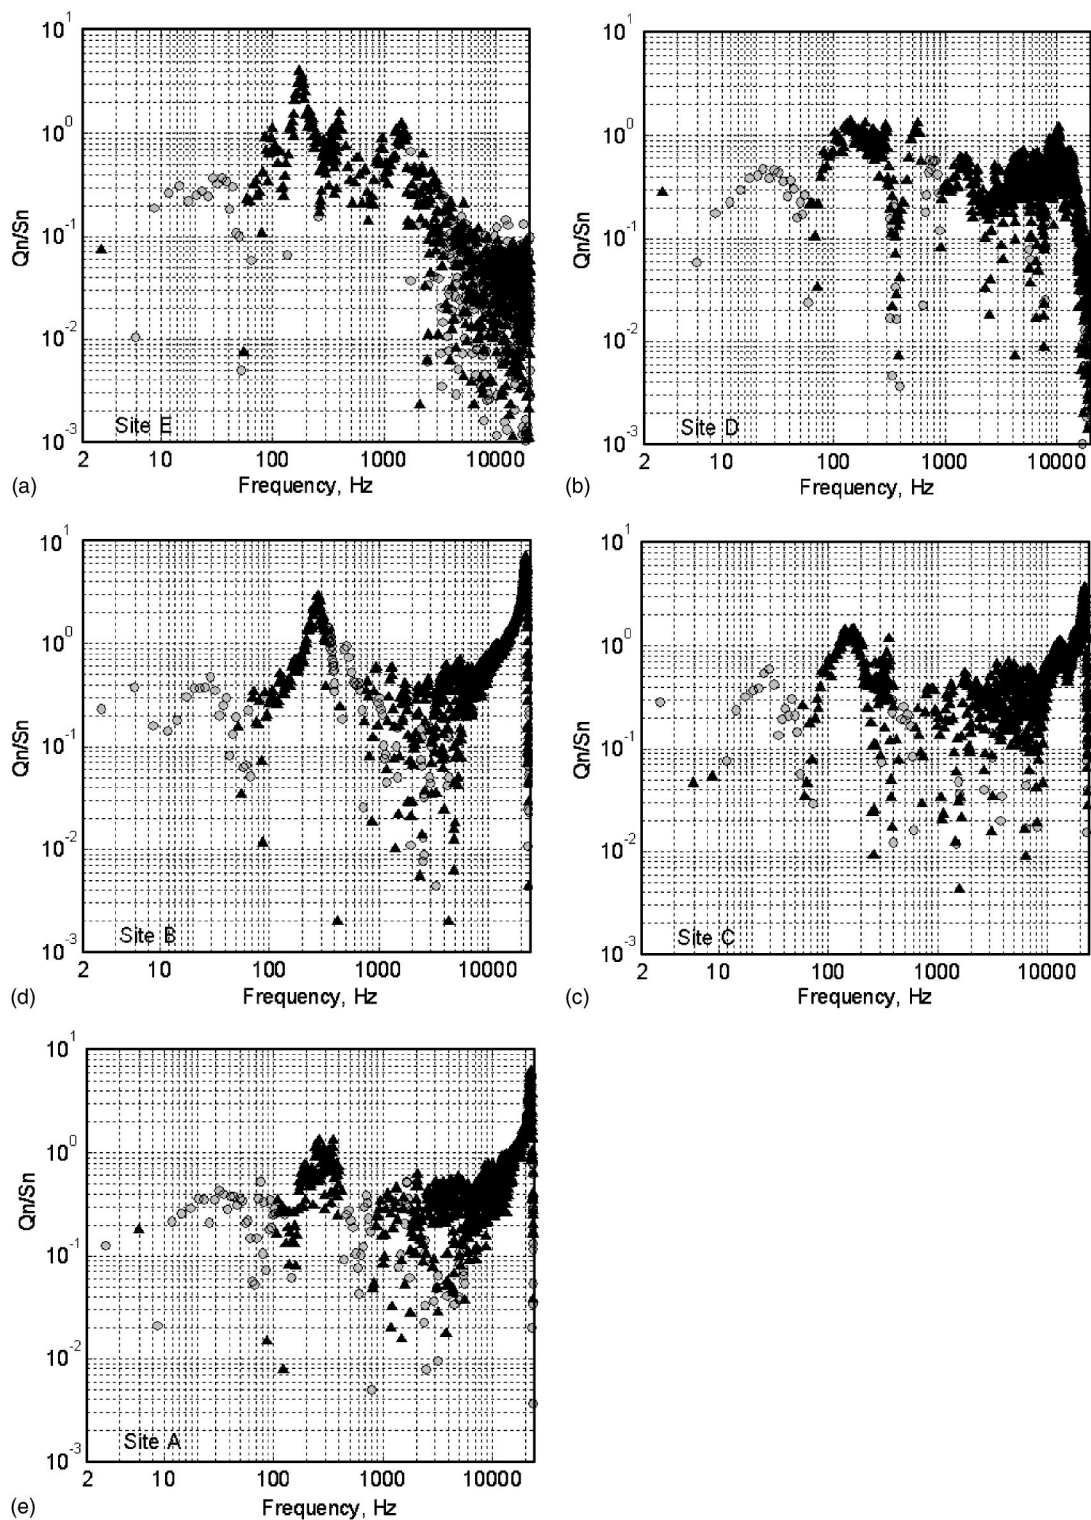 10^1
10^0
10^-1
10^-2
10^-3
Qn/Sn
Site E
2 10 100 1000 10000
Frequency, Hz
(a)
10^1
10^0
10^-1
10^-2
10^-3
Qn/Sn
Site D
2 10 100 1000 10000
Frequency, Hz
(b)
10^1
10^0
10^-1
10^-2
10^-3
Qn/Sn
Site B
2 10 100 1000 10000
Frequency, Hz
(d)
10^1
10^0
10^-1
10^-2
10^-3
Qn/Sn
Site C
2 10 100 1000 10000
Frequency, Hz
(c)
10^1
10^0
10^-1
10^-2
10^-3
Qn/Sn
Site A
2 10 100 1000 10000
Frequency, Hz
(e)